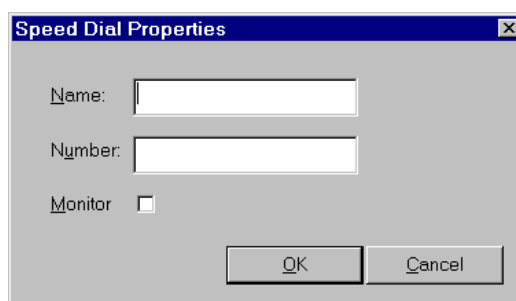 Speed Dial Properties
Name:
Number:
Monitor
OK Cancel